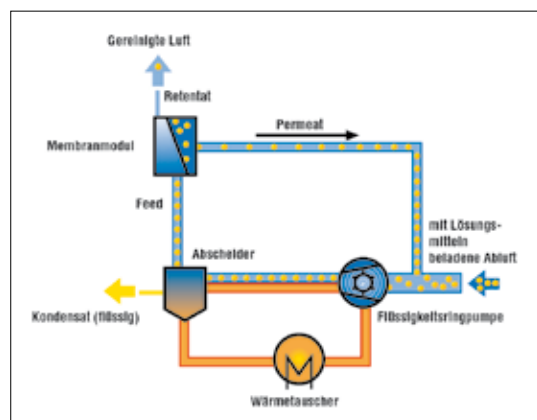 Gereinigte Luft
Retentat
Permeat
Membranmodul
Feed
mit Lösungs-
mitteln
beladene Abluft
Abscheider
Kondensat (flüssig)
Flüssigkeitsringpumpe
Wärmetauscher